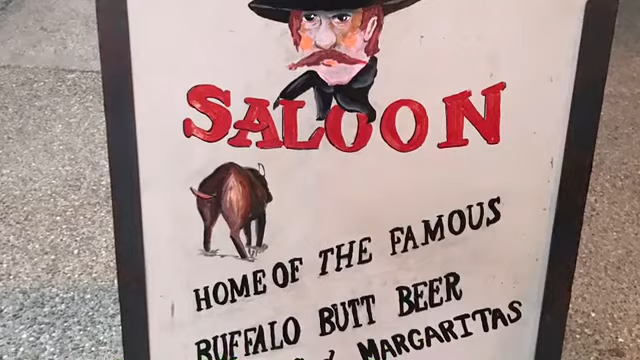 SALOON
HOME OF THE FAMOUS
BUFFALO BUTT BEER
MARGARITAS